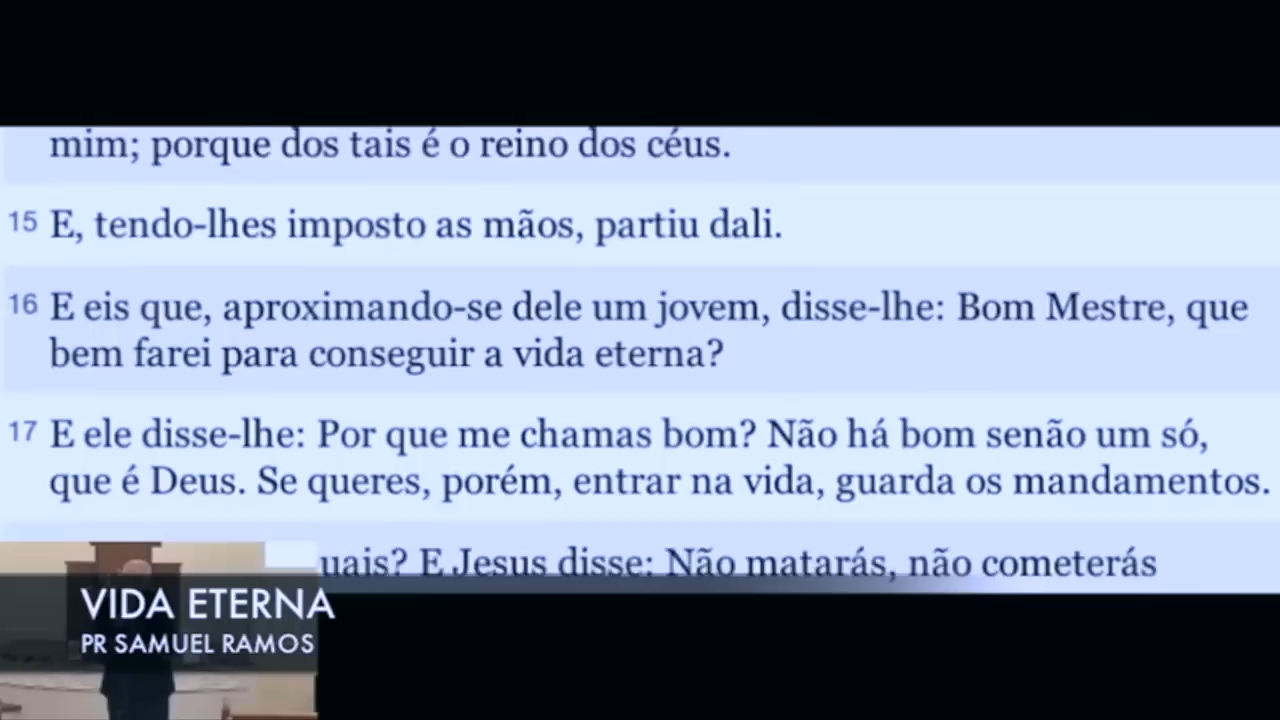 mim; porque dos tais é o reino dos céus.
15 E, tendo-lhes imposto as mãos, partiu dali.
16 E eis que, aproximando-se dele um jovem, disse-lhe: Bom Mestre, que
bem farei para conseguir a vida eterna?
17 E ele disse-lhe: Por que me chamas bom? Não há bom senão um só,
que é Deus. Se queres, porém, entrar na vida, guarda os mandamentos.
uais? E Jesus disse: Não matarás, não cometerás
VIDA ETERNA
PR SAMUEL RAMOS